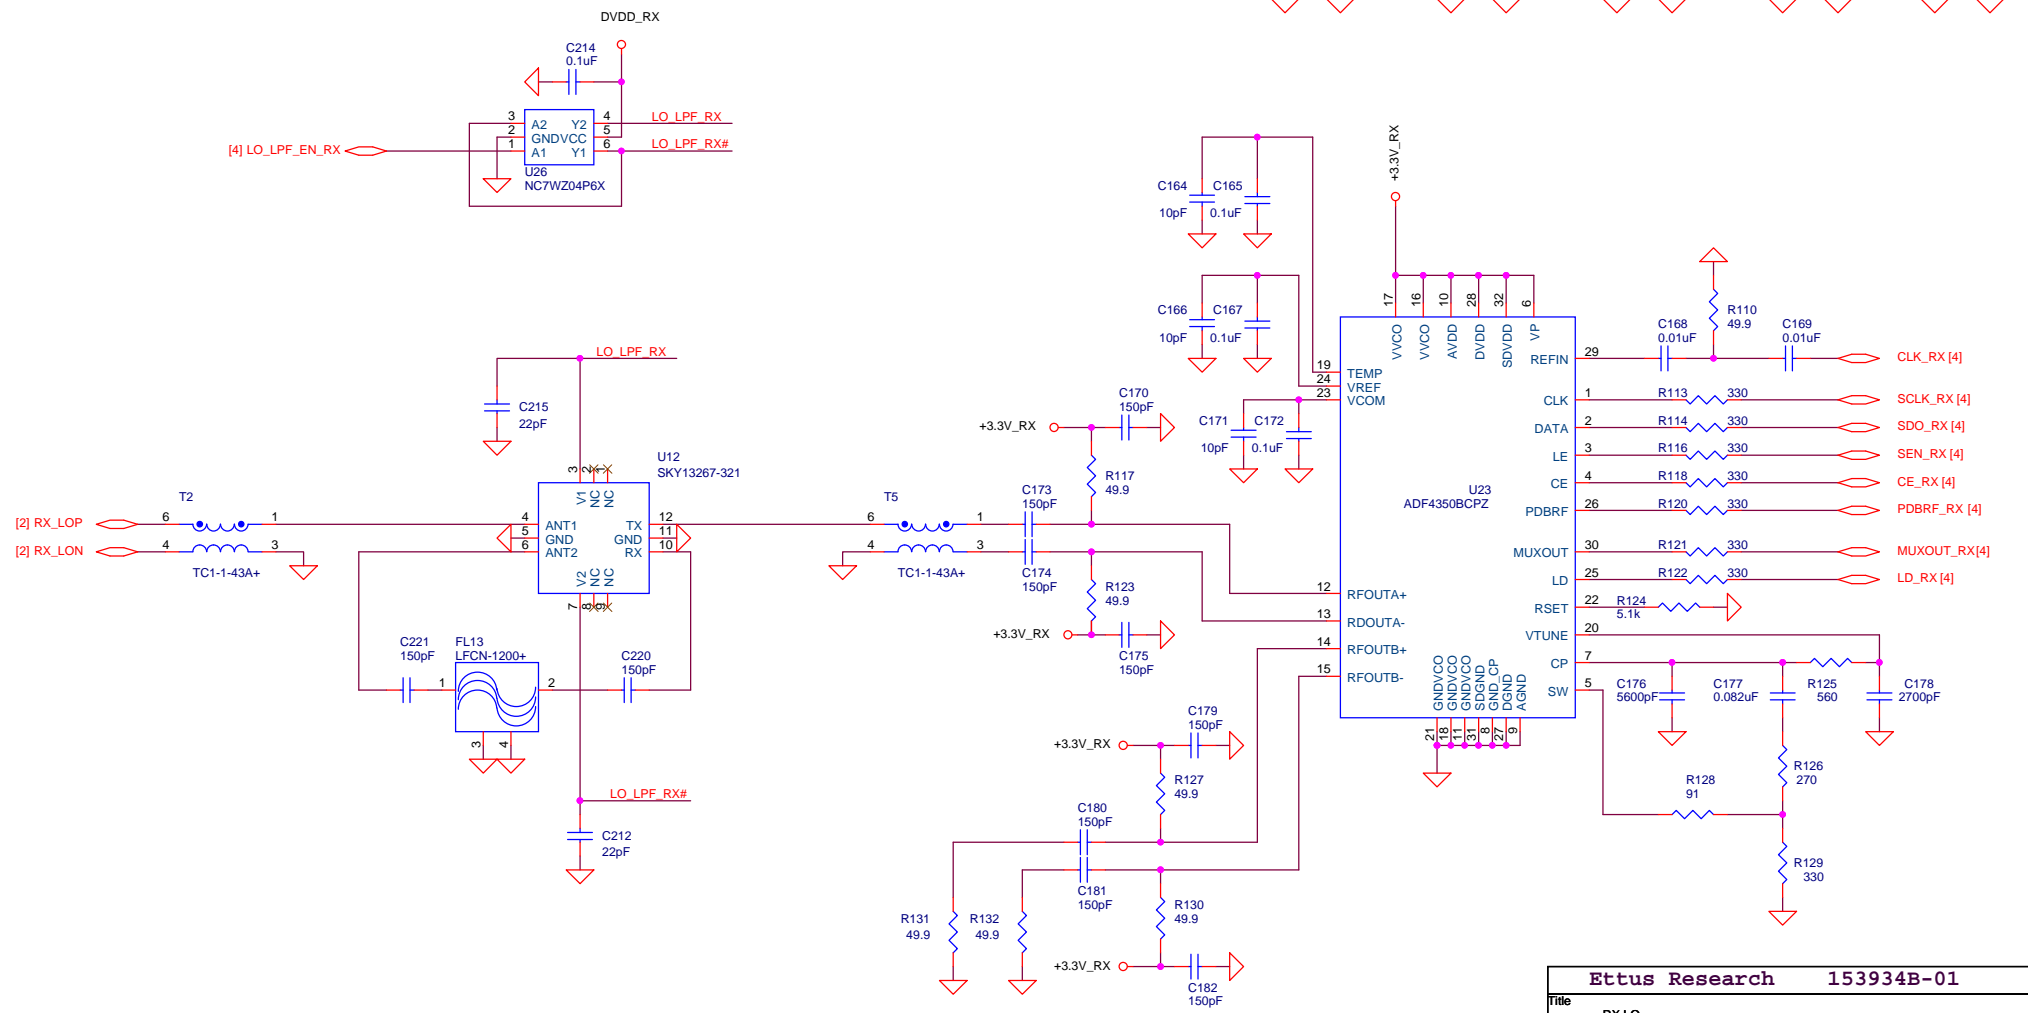 DVDD_RX
C214
0.1uF
3 A2 Y2 4 LO_LPF_RX
2 GNDVCC 5
[4] LO_LPF_EN_RX 1 A1 Y1 6 LO_LPF_RX#
U26
NC7WZ04P6X
+3.3V_RX
C164 C165
10pF 0.1uF
C166 C167
10pF 0.1uF
17 16 10 28 32 6
VVCO VVCO AVDD DVDD SDVDD VP
R110
49.9
C168
0.01uF
C169
0.01uF
REFIN 29 CLK_RX [4]
19 TEMP
24 VREF
23 VCOM
C171 C172
10pF 0.1uF
CLK 1 R113 330 SCLK_RX [4]
DATA 2 R114 330 SDO_RX [4]
LE 3 R116 330 SEN_RX [4]
CE 4 R118 330 CE_RX [4]
PDBRF 26 R120 330 PDBRF_RX [4]
MUXOUT 30 R121 330 MUXOUT_RX[4]
LD 25 R122 330 LD_RX [4]
RSET 22 R124
5.1k
VTUNE 20
CP 7
SW 5
U23
ADF4350BCPZ
12 RFOUTA+
13 RDOUTA-
14 RFOUTB+
15 RFOUTB-
GNDVCO GNDVCO GNDVCO SDGND GND_CP DGND AGND
21 18 11 31 8 27 9
C176
5600pF
C177
0.082uF
R125
560
C178
2700pF
R126
270
R128
91
R129
330
LO_LPF_RX
C215
22pF
U12
SKY13267-321
3 2 1
V1 NC NC
T2
[2] RX_LOP 6 1
[2] RX_LON 4 3
TC1-1-43A+
4 ANT1 TX 12
5 GND GND 11
6 ANT2 RX 10
V2 NC NC
7 8 9
C221
150pF
FL13
LFCN-1200+
1 2
3 4
C220
150pF
LO_LPF_RX#
C212
22pF
T5
6 1
4 3
TC1-1-43A+
C170
150pF
+3.3V_RX
R117
49.9
C173
150pF
C174
150pF
R123
49.9
+3.3V_RX
C175
150pF
C179
150pF
+3.3V_RX
R127
49.9
C180
150pF
C181
150pF
R131
49.9
R132
49.9
R130
49.9
+3.3V_RX
C182
150pF
Ettus Research 153934B-01
Title
RX LO